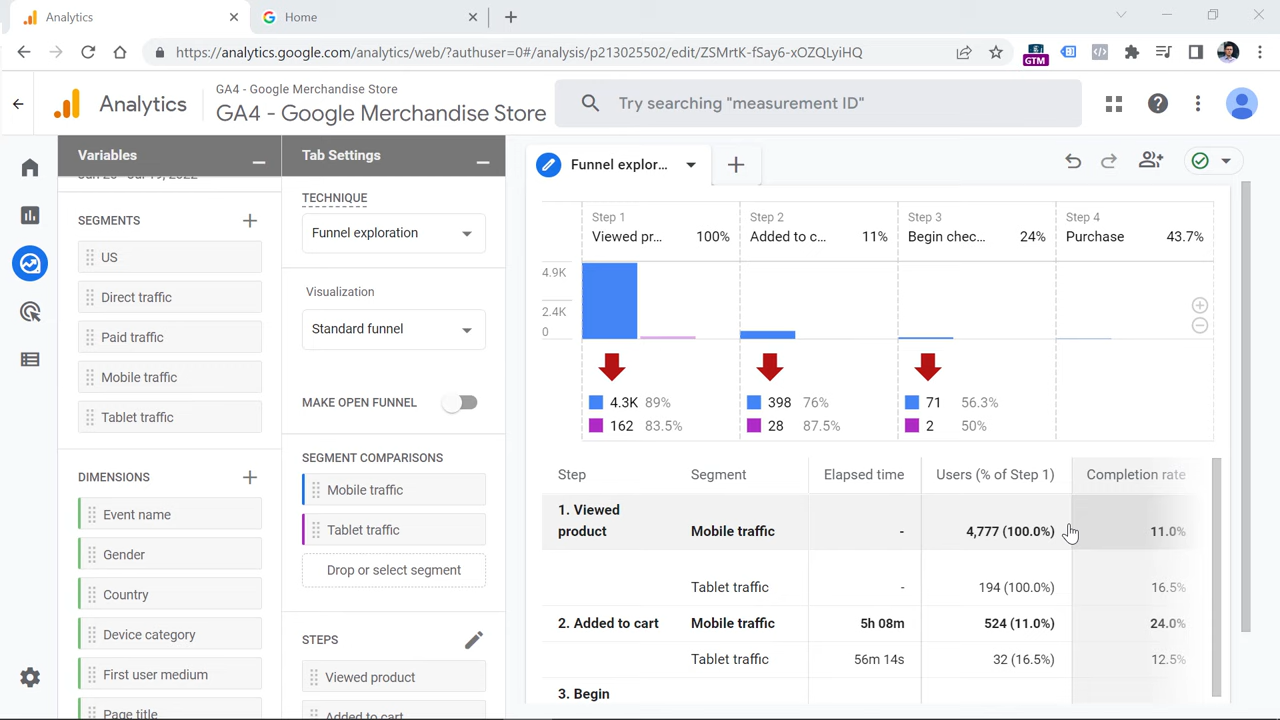 Analytics
Home
https://analytics.google.com/analytics/web/?authuser=0#/analysis/p213025502/edit/ZSMrtK-fSay6-xOZQLyiHQ
GTM
Analytics
GA4 - Google Merchandise Store
GA4 - Google Merchandise Store
Try searching "measurement ID"
Variables
Jun 20 - Jul 19, 2022
SEGMENTS
US
Direct traffic
Paid traffic
Mobile traffic
Tablet traffic
DIMENSIONS
Event name
Gender
Country
Device category
First user medium
Page title
Tab Settings
TECHNIQUE
Funnel exploration
Visualization
Standard funnel
MAKE OPEN FUNNEL
SEGMENT COMPARISONS
Mobile traffic
Tablet traffic
Drop or select segment
STEPS
Viewed product
Added to cart
Funnel explor...
Step 1
Viewed pr... 100%
Step 2
Added to c... 11%
Step 3
Begin chec... 24%
Step 4
Purchase 43.7%
4.9K
2.4K
0
4.3K 89%
162 83.5%
398 76%
28 87.5%
71 56.3%
2 50%
Step Segment Elapsed time Users (% of Step 1) Completion rate
1. Viewed
product Mobile traffic - 4,777 (100.0%) 11.0%
Tablet traffic - 194 (100.0%) 16.5%
2. Added to cart Mobile traffic 5h 08m 524 (11.0%) 24.0%
Tablet traffic 56m 14s 32 (16.5%) 12.5%
3. Begin